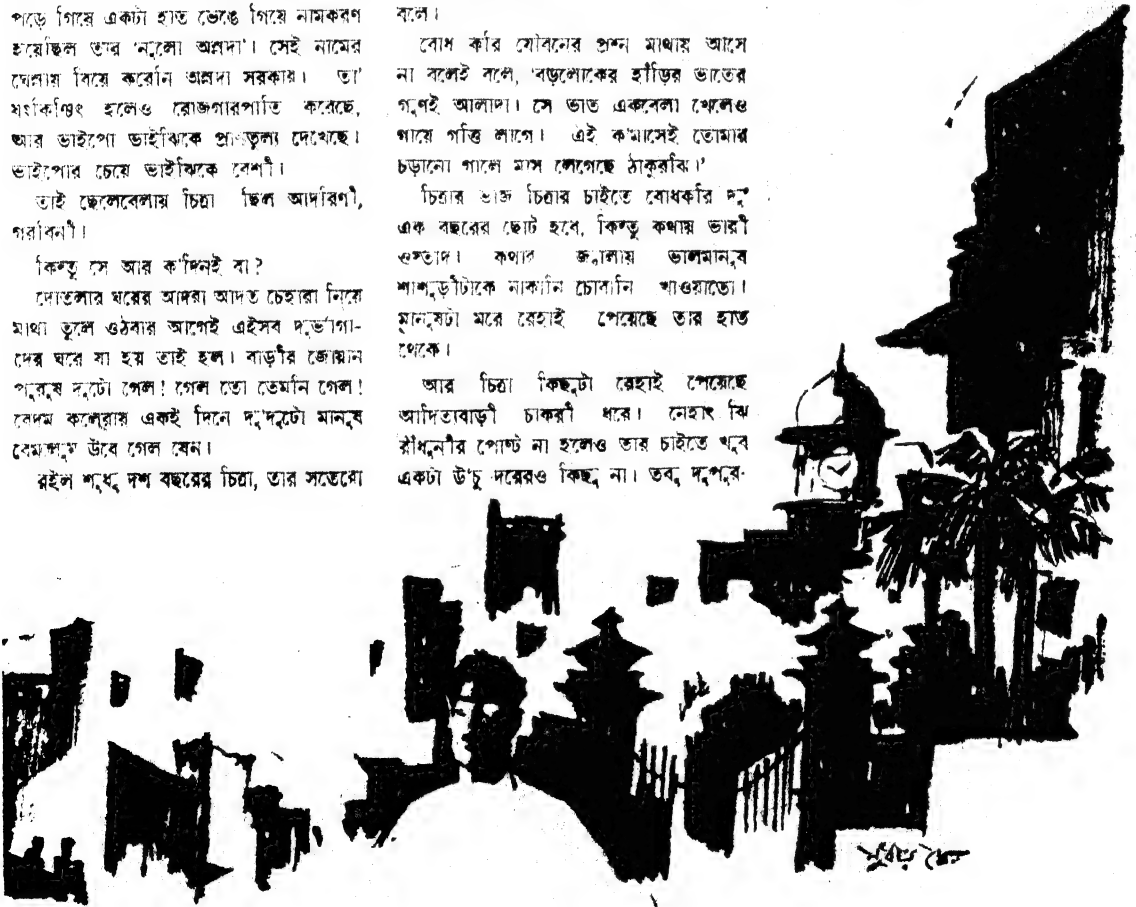 পড়ে গিয়ে একটা হাত ভেঙে গিয়ে নামকরণ
হয়েছিল তার 'নুলো অন্নদা'। সেই নামের
ঘেন্নায় বিয়ে করেনি অন্নদা সরকার। তা'
যৎকিঞ্চিৎ হলেও রোজগারপাতি করেছে,
আর ভাইপো ভাইঝিকে প্রাণতুল্য দেখেছে।
ভাইপোর চেয়ে ভাইঝিকে বেশী।
তাই ছেলেবেলায় চিত্রা ছিল আদরিণী,
গরবিনী।
কিন্তু সে আর ক'দিনই বা?
দোতলার ঘরের আদরা আদত চেহারা নিয়ে
মাথা তুলে ওঠবার আগেই এইসব দুর্ভাগা-
দের ঘরে যা হয় তাই হল। বাড়ীর জোয়ান
পুরুষ দুটো গেল! গেল তো তেমনি গেল!
বেদম কলেরায় একই দিনে দু'দুটো মানুষ
বেমালুম উবে গেল যেন।
রইল শুধু দশ বছরের চিত্রা, তার সতেরো
বলে।
বোধ করি যৌবনের প্রশ্ন মাথায় আসে
না বলেই বলে, 'বড়লোকের হাঁড়ির ভাতের
গুণই আলাদা। সে ভাত একবেলা খেলেও
গায়ে গত্তি লাগে। এই ক'মাসেই তোমার
চড়ানো গালে মাস লেগেছে ঠাকুরঝি।'
চিত্রার ভাজ চিত্রার চাইতে বোধকরি দু'
এক বছরের ছোট হবে, কিন্তু কথায় ভারী
ওস্তাদ। কথার জ্বালায় ভালমানুষ
শাশুড়ীটাকে নাকানি চোবানি খাওয়াতো।
মানুষটা মরে রেহাই পেয়েছে তার হাত
থেকে।
আর চিত্রা কিছুটা রেহাই পেয়েছে
আদিত্যবাড়ী চাকরী ধরে। নেহাৎ ঝি
রাঁধুনীর পোস্ট না হলেও তার চাইতে খুব
একটা উ'চু দরেরও কিছু না। তবু দুপুর-